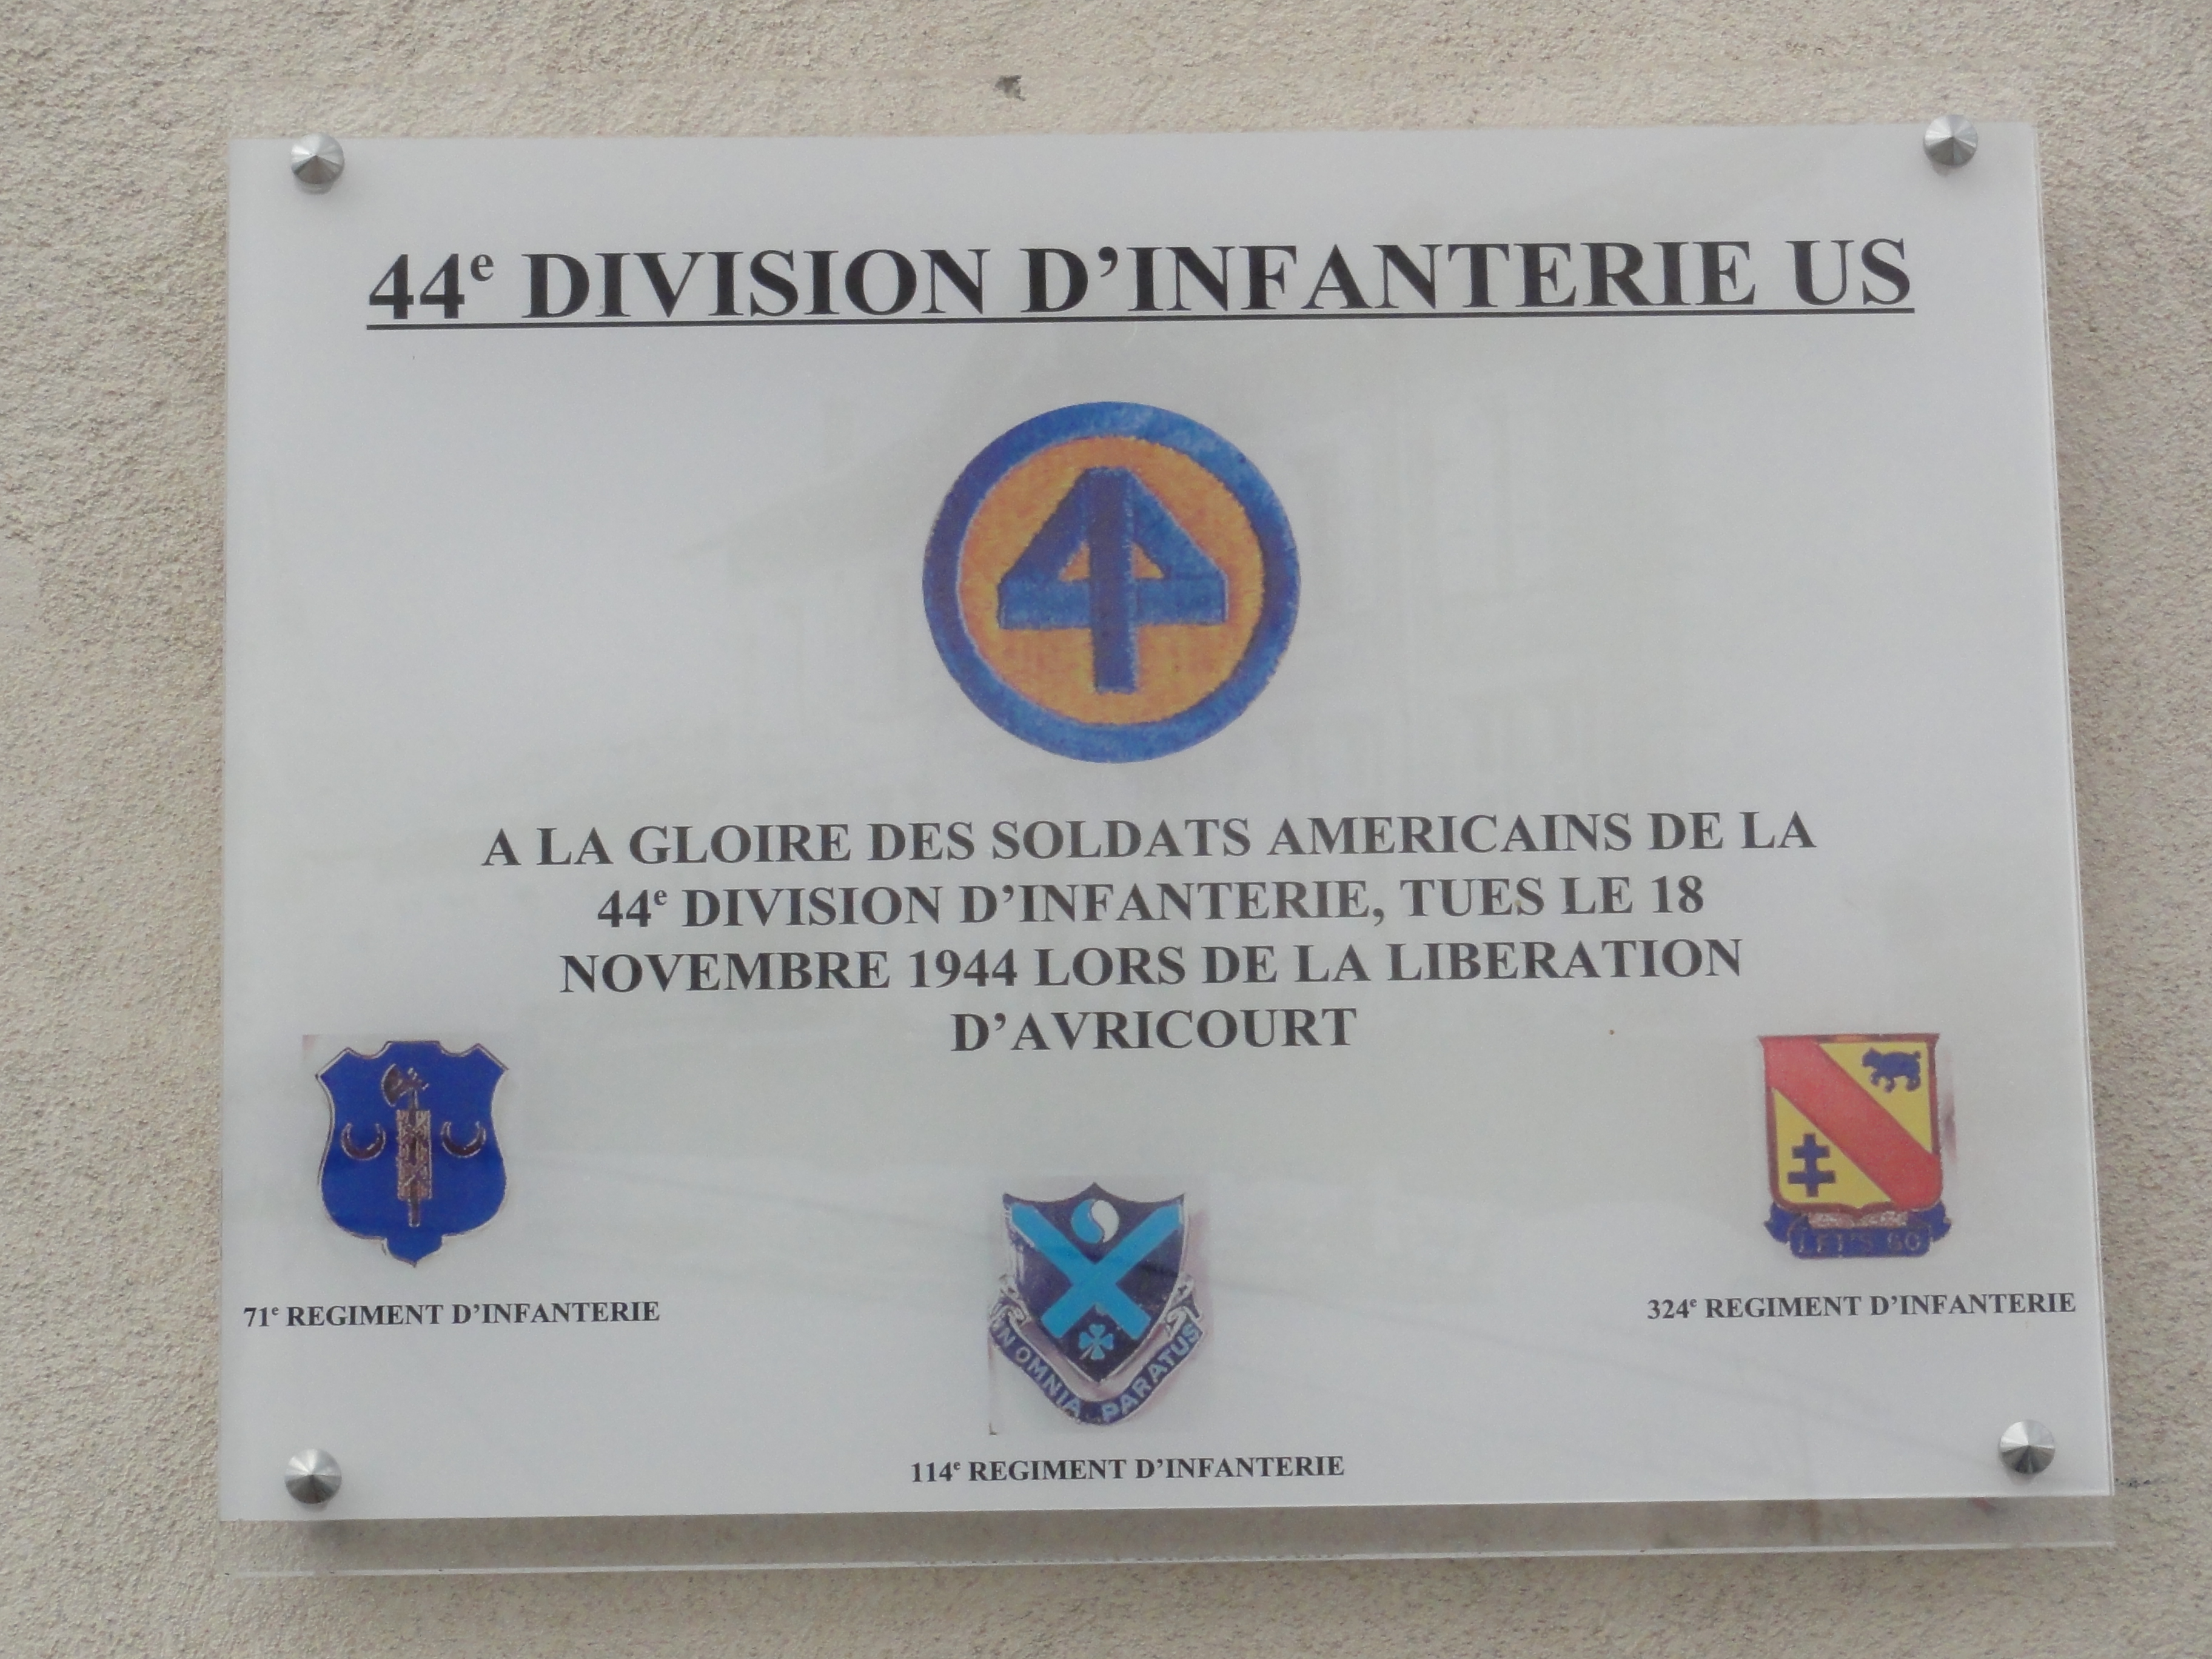 44e DIVISION D’INFANTERIE US
A LA GLOIRE DES SOLDATS AMERICAINS DE LA
44e DIVISION D’INFANTERIE, TUES LE 18
NOVEMBRE 1944 LORS DE LA LIBERATION
D’AVRICOURT
71e REGIMENT D’INFANTERIE
IN OMNIA PARATUS
114e REGIMENT D’INFANTERIE
LET'S GO
324e REGIMENT D’INFANTERIE